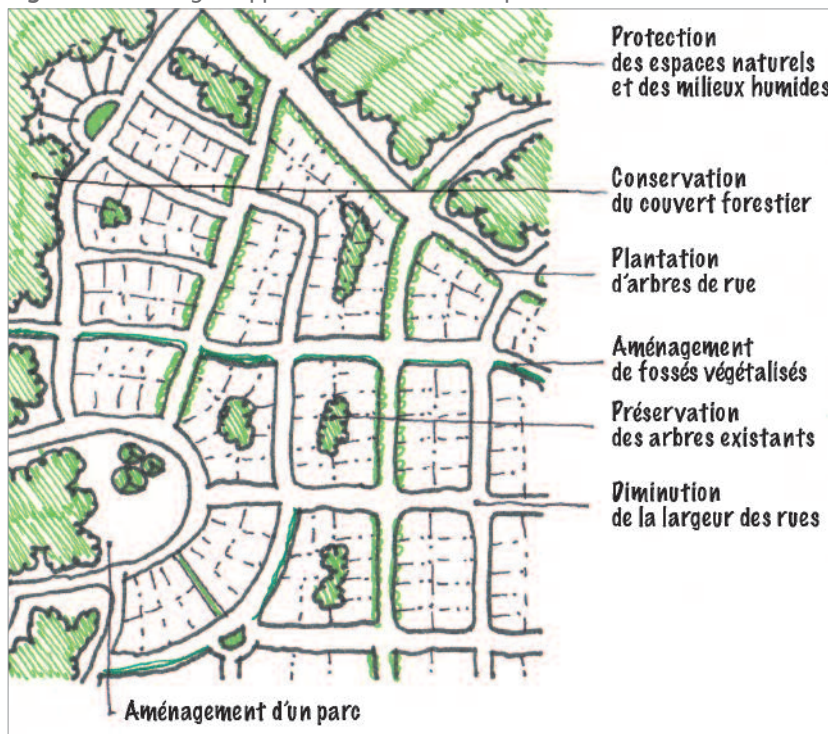 Protection
des espaces naturels
et des milieux humides
Conservation
du couvert forestier
Plantation
d'arbres de rue
Aménagement
de fossés végétalisés
Préservation
des arbres existants
Diminution
de la largeur des rues
Aménagement d'un parc